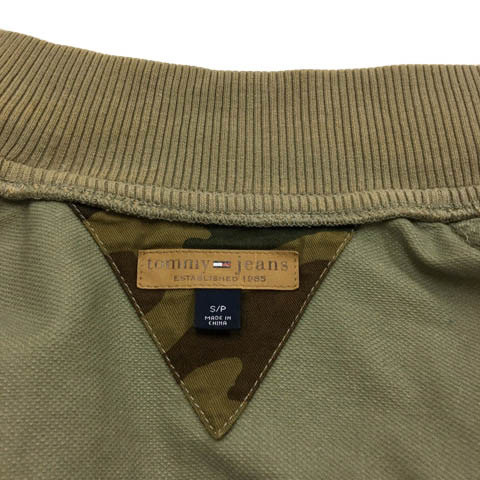 tommy jeans
ESTABLISHED 1985
S/P
MADE IN
CHINA